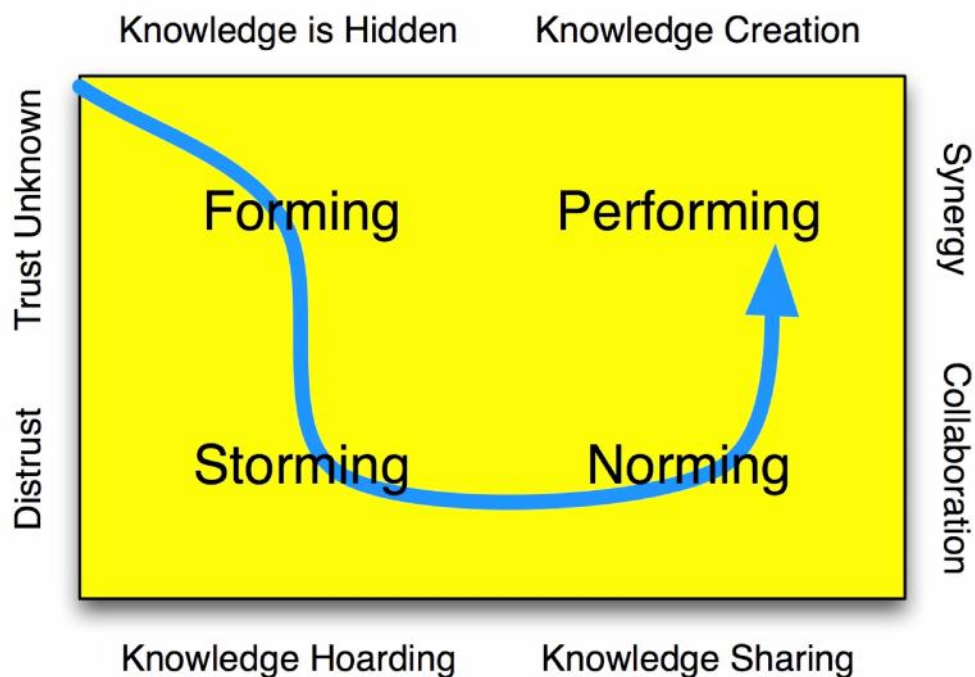 Knowledge is Hidden
Knowledge Creation
Trust Unknown
Forming
Performing
Synergy
Distrust
Storming
Norming
Collaboration
Knowledge Hoarding
Knowledge Sharing